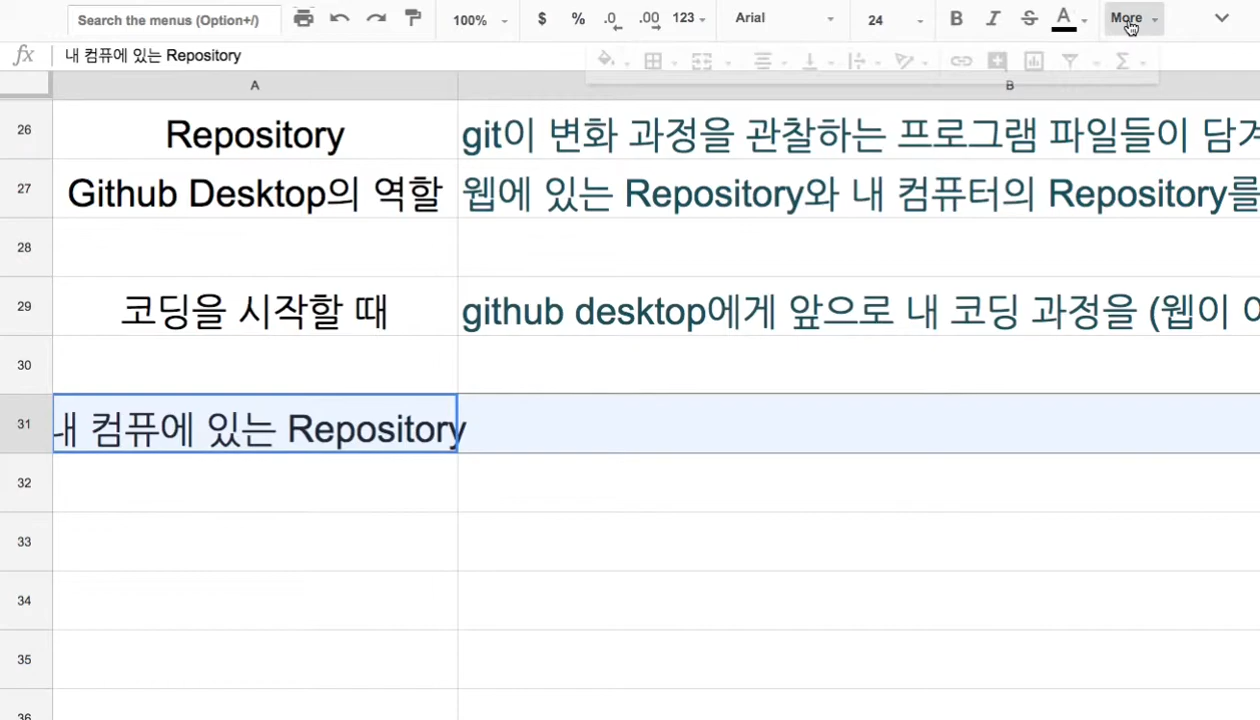 Search the menus (Option+/) 100% $ % .0 .00 123 Arial 24 B I S A More
fx 내 컴퓨에 있는 Repository
A B
26 Repository git이 변화 과정을 관찰하는 프로그램 파일들이 담겨
27 Github Desktop의 역할 웹에 있는 Repository와 내 컴퓨터의 Repository를
28
29 코딩을 시작할 때 github desktop에게 앞으로 내 코딩 과정을 (웹이 
30
31 내 컴퓨에 있는 Repository
32
33
34
35
36